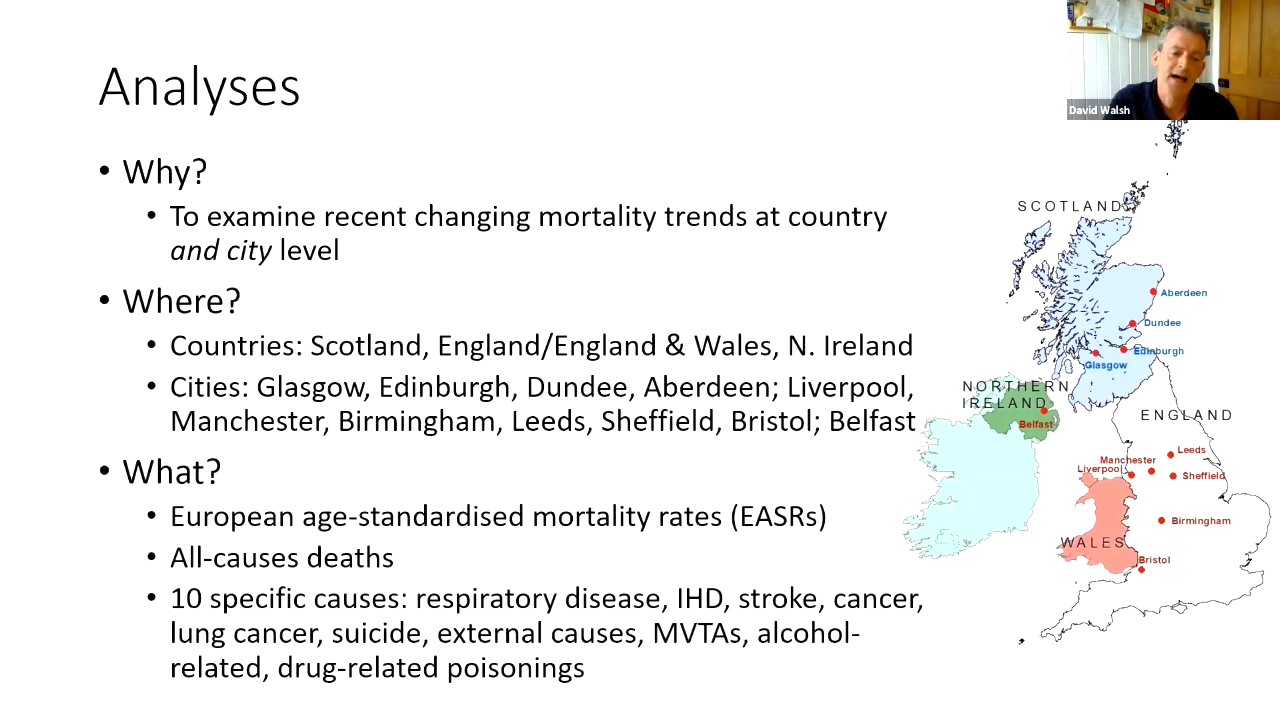 Analyses
David Walsh
• Why?
• To examine recent changing mortality trends at country
and city level
• Where?
• Countries: Scotland, England/England & Wales, N. Ireland
• Cities: Glasgow, Edinburgh, Dundee, Aberdeen; Liverpool,
Manchester, Birmingham, Leeds, Sheffield, Bristol; Belfast
• What?
• European age-standardised mortality rates (EASRs)
• All-causes deaths
• 10 specific causes: respiratory disease, IHD, stroke, cancer,
lung cancer, suicide, external causes, MVTAs, alcohol-
related, drug-related poisonings
SCOTLAND
Aberdeen
Dundee
Edinburgh
Glasgow
NORTHERN
IRELAND
Belfast
ENGLAND
Leeds
Manchester
Liverpool
Sheffield
Birmingham
WALES
Bristol